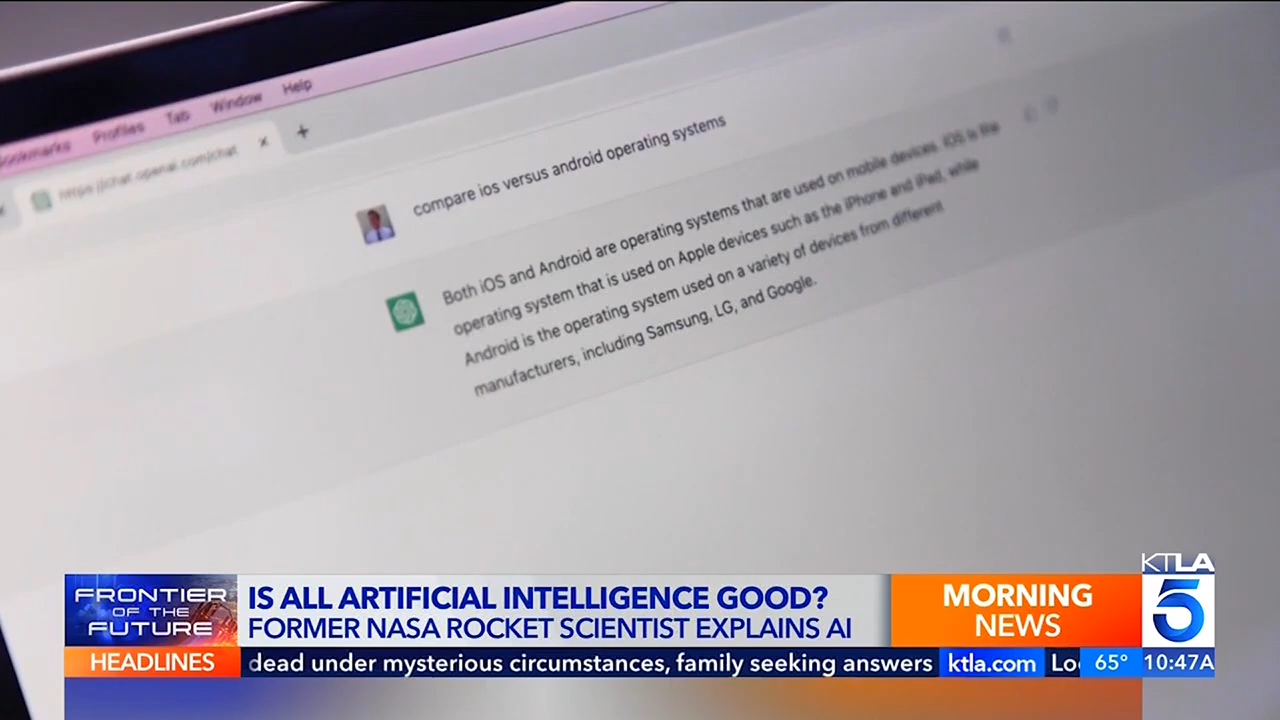 Bookmarks Profiles Tab Window Help
https://chat.openai.com/chat
compare ios versus android operating systems
Both iOS and Android are operating systems that are used on mobile devices. iOS is the
operating system that is used on Apple devices such as the iPhone and iPad, while
Android is the operating system used on a variety of devices from different
manufacturers, including Samsung, LG, and Google.
FRONTIER
OF THE
FUTURE
IS ALL ARTIFICIAL INTELLIGENCE GOOD?
FORMER NASA ROCKET SCIENTIST EXPLAINS AI
MORNING
NEWS
KTLA
5
HEADLINES
dead under mysterious circumstances, family seeking answers
ktla.com
65°
10:47A